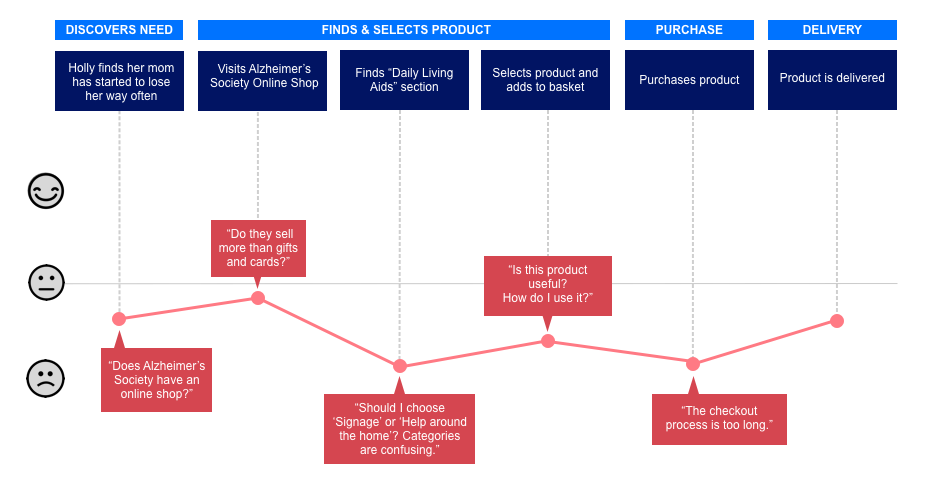 DISCOVERS NEED
FINDS & SELECTS PRODUCT
PURCHASE
DELIVERY
Holly finds her mom
has started to lose
her way often
Visits Alzheimer’s
Society Online Shop
Finds “Daily Living
Aids” section
Selects product and
adds to basket
Purchases product
Product is delivered
“Do they sell
more than gifts
and cards?”
“Is this product
useful?
How do I use it?”
“Does Alzheimer’s
Society have an
online shop?”
“Should I choose
‘Signage’ or ‘Help around
the home’? Categories
are confusing.”
“The checkout
process is too long.”